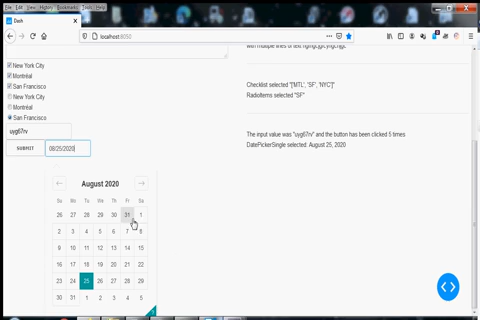 File Edit View History Bookmarks Tools Help
Dash
localhost:8050
with multiple lines of text
New York City
Montréal
San Francisco
New York City
Montréal
San Francisco
uyg67rv
SUBMIT 08/25/2020
August 2020
Su Mo Tu We Th Fr Sa
26 27 28 29 30 31 1
2 3 4 5 6 7 8
9 10 11 12 13 14 15
16 17 18 19 20 21 22
23 24 25 26 27 28 29
30 31 1 2 3 4 5
Checklist selected "['MTL', 'SF', 'NYC']"
RadioItems selected "SF"
The input value was "uyg67rv" and the button has been clicked 5 times
DatePickerSingle selected: August 25, 2020